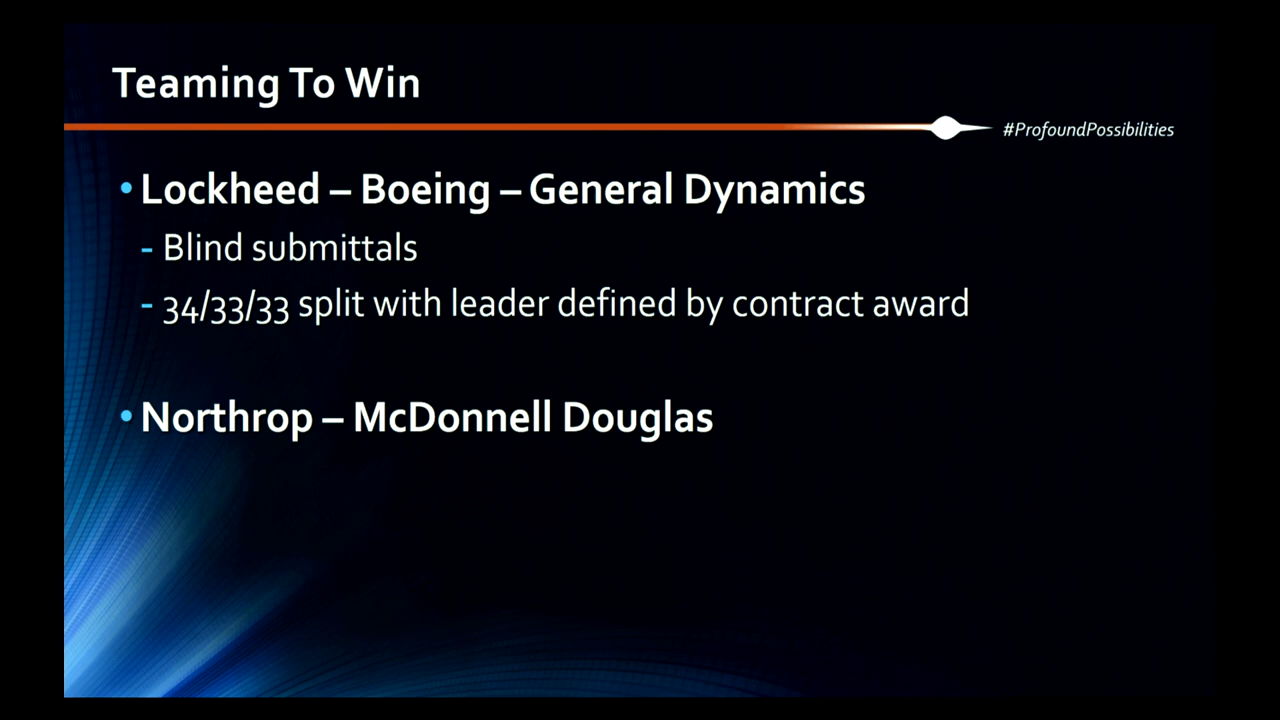 Teaming To Win
#ProfoundPossibilities
• Lockheed – Boeing – General Dynamics
- Blind submittals
- 34/33/33 split with leader defined by contract award
• Northrop – McDonnell Douglas